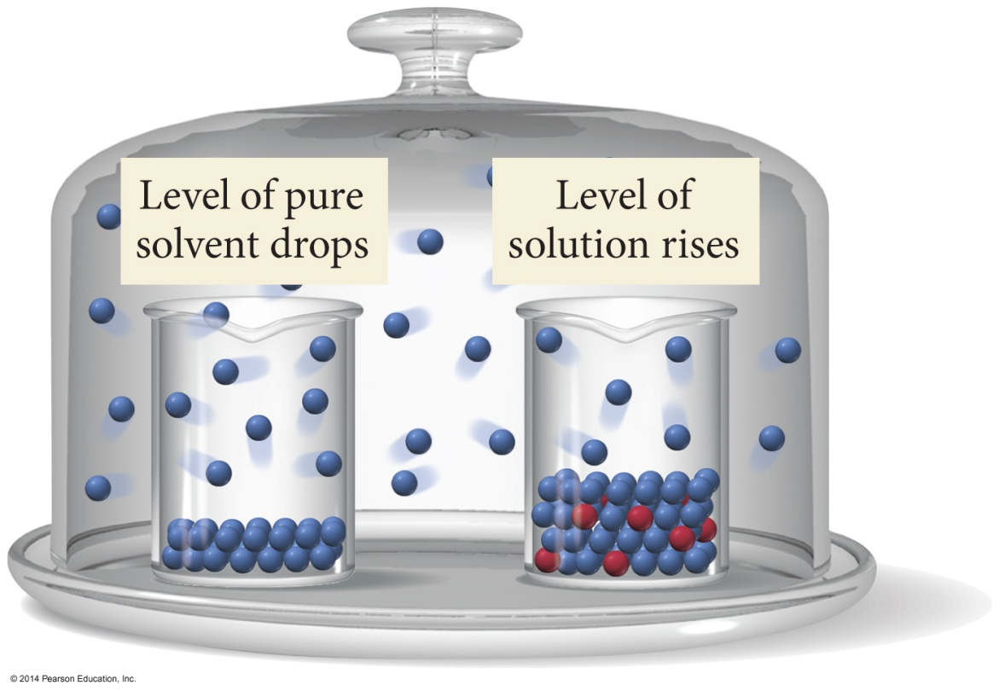 Level of pure
solvent drops
Level of
solution rises
© 2014 Pearson Education, Inc.